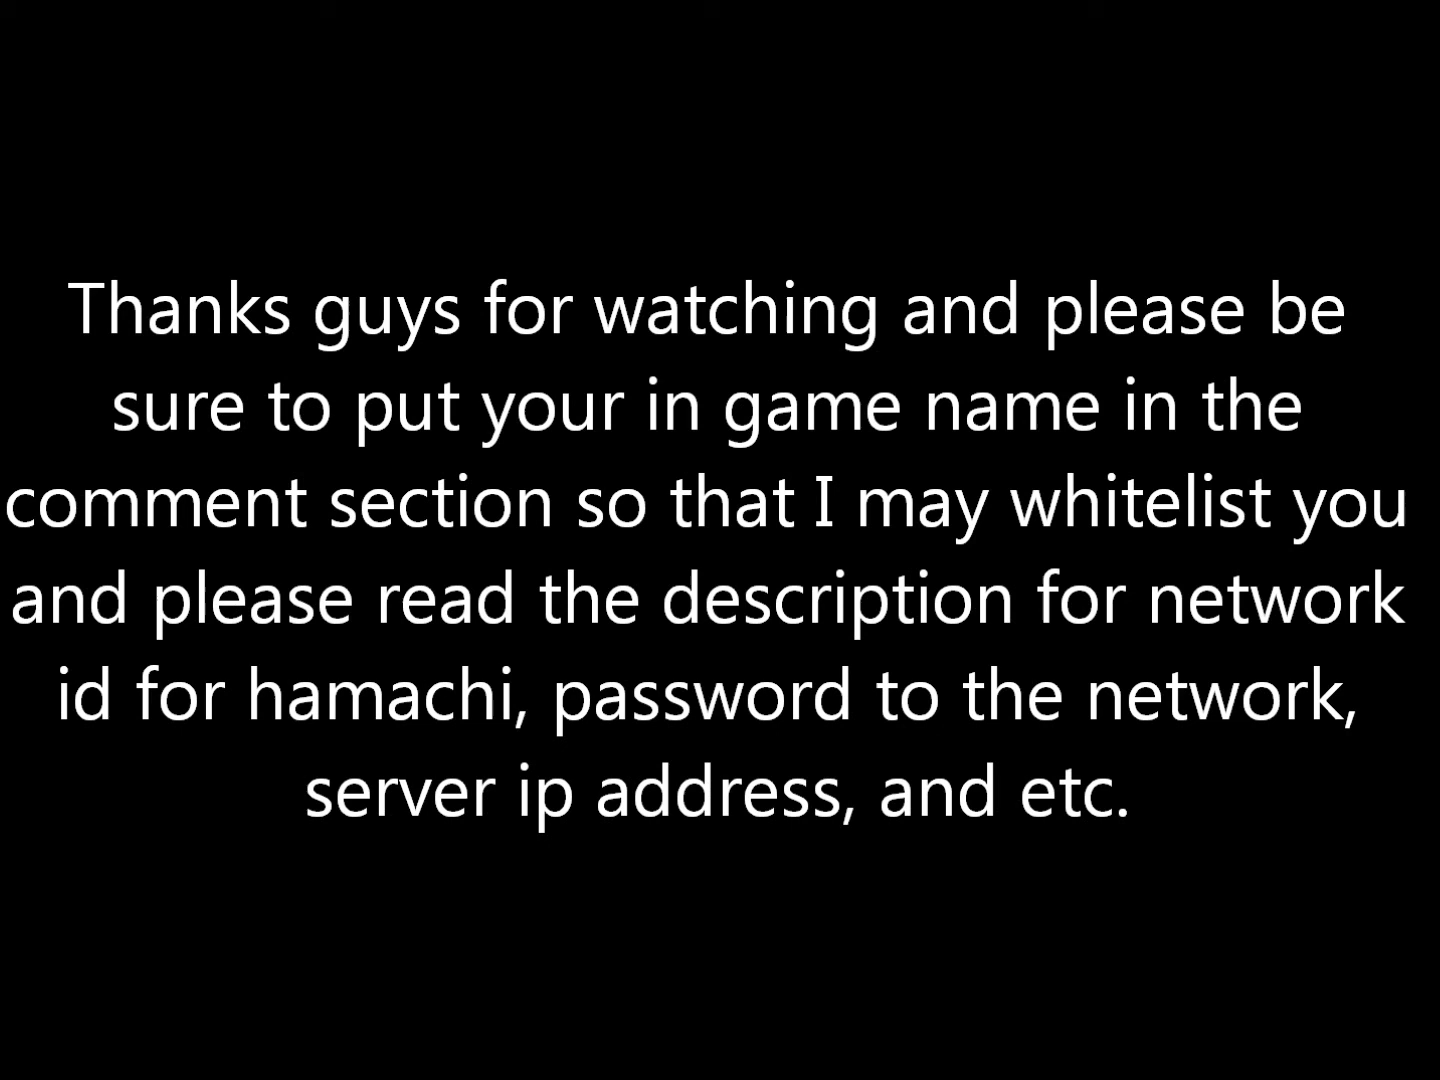 Thanks guys for watching and please be
sure to put your in game name in the
comment section so that I may whitelist you
and please read the description for network
id for hamachi, password to the network,
server ip address, and etc.